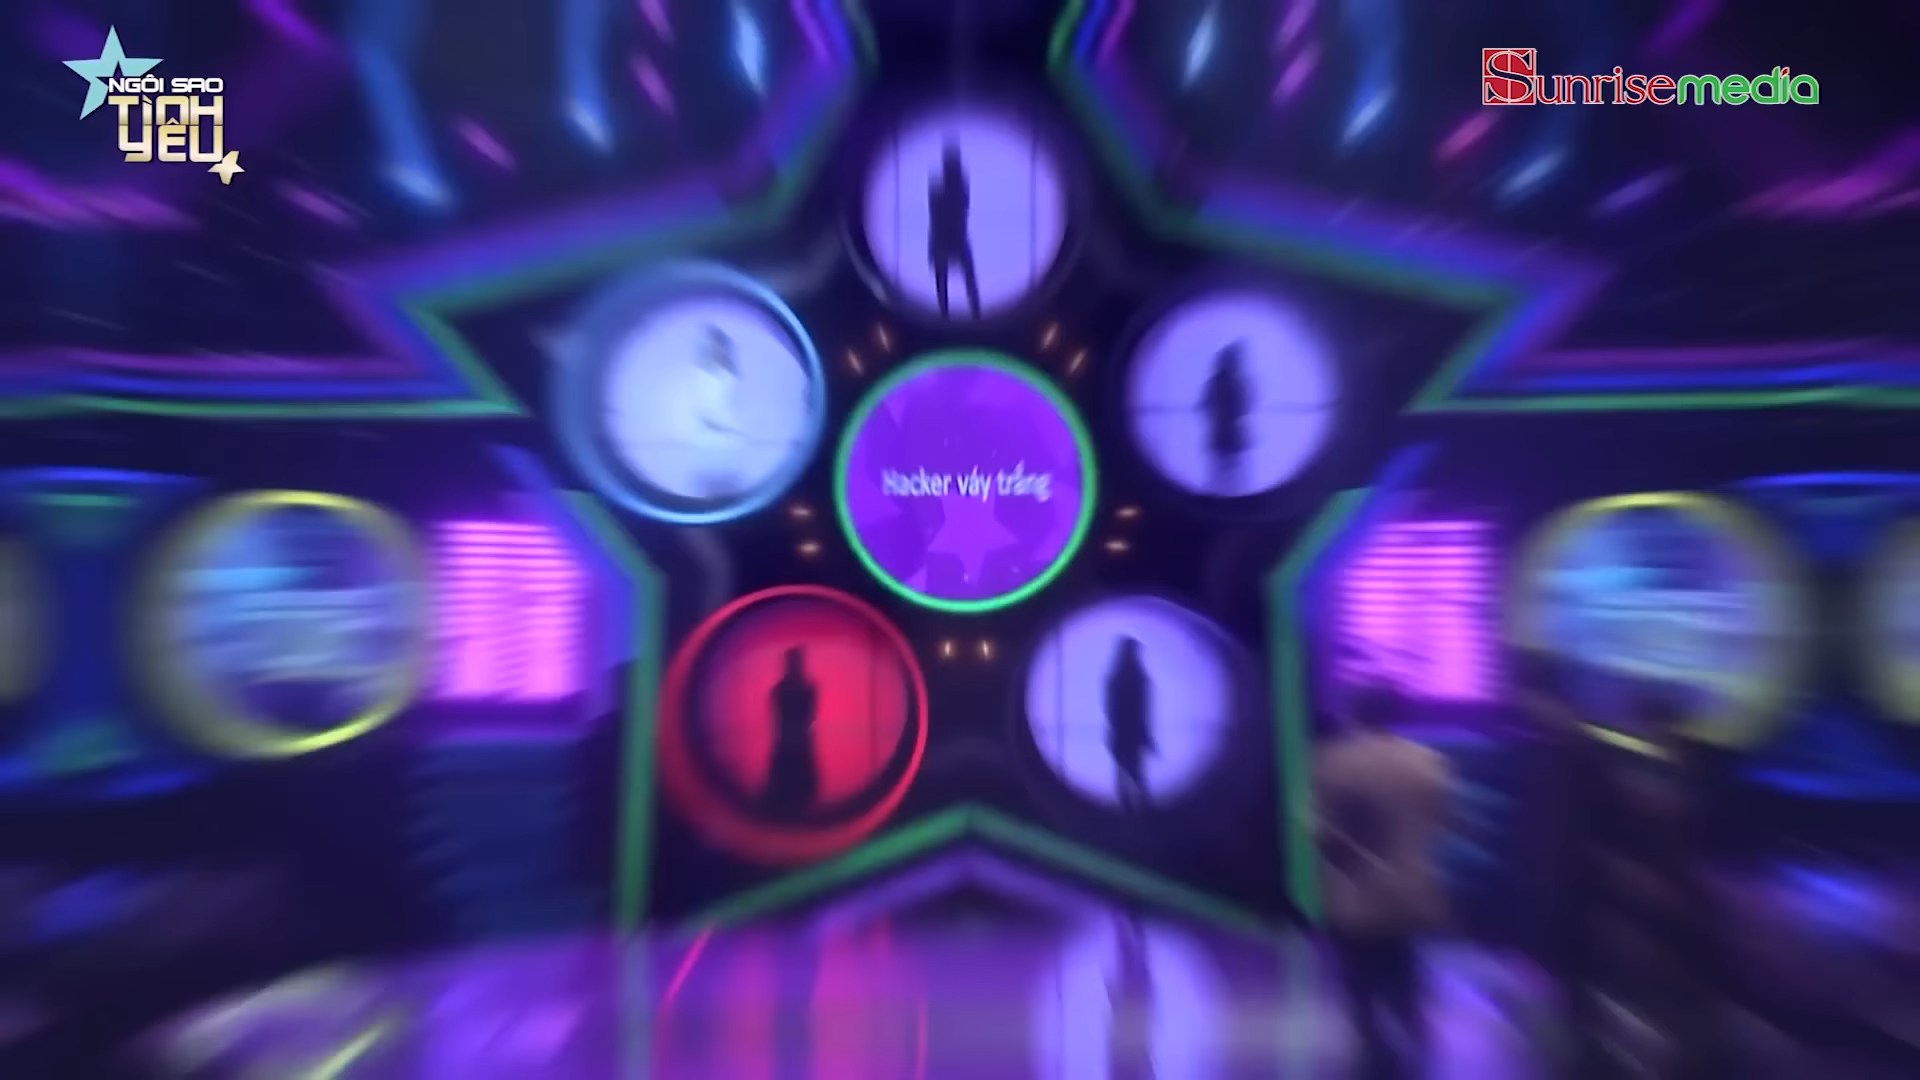 NGÔI SAO
TÌNH
YÊU
Sunrisemedia
Hacker váy trắng